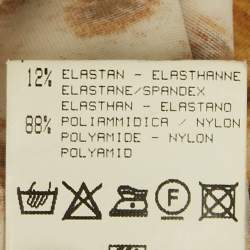 12% ELASTAN - ELASTHANNE
ELASTANE/SPANDEX
ELASTHAN - ELASTANO
88% POLIAMMIDICA / NYLON
POLYAMIDE - NYLON
POLYAMID
F